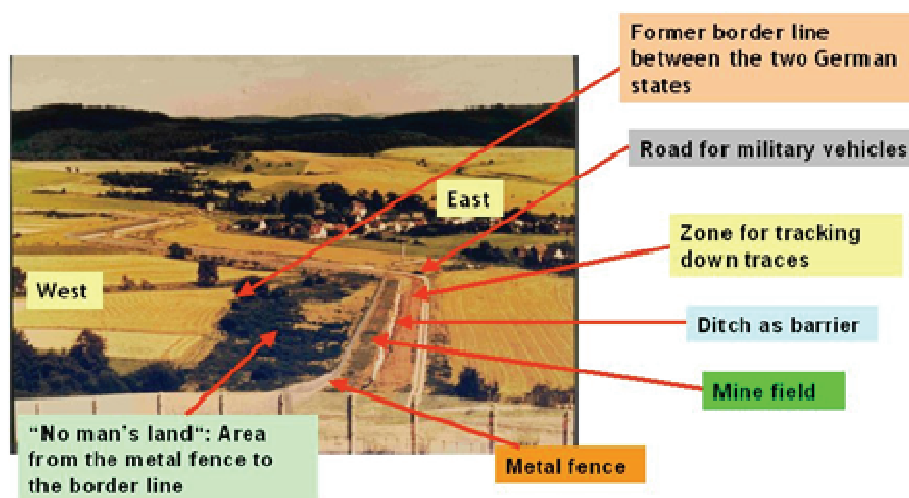 Former border line
between the two German
states
Road for military vehicles
East
Zone for tracking
down traces
West
Ditch as barrier
Mine field
"No man's land": Area
from the metal fence to
the border line
Metal fence